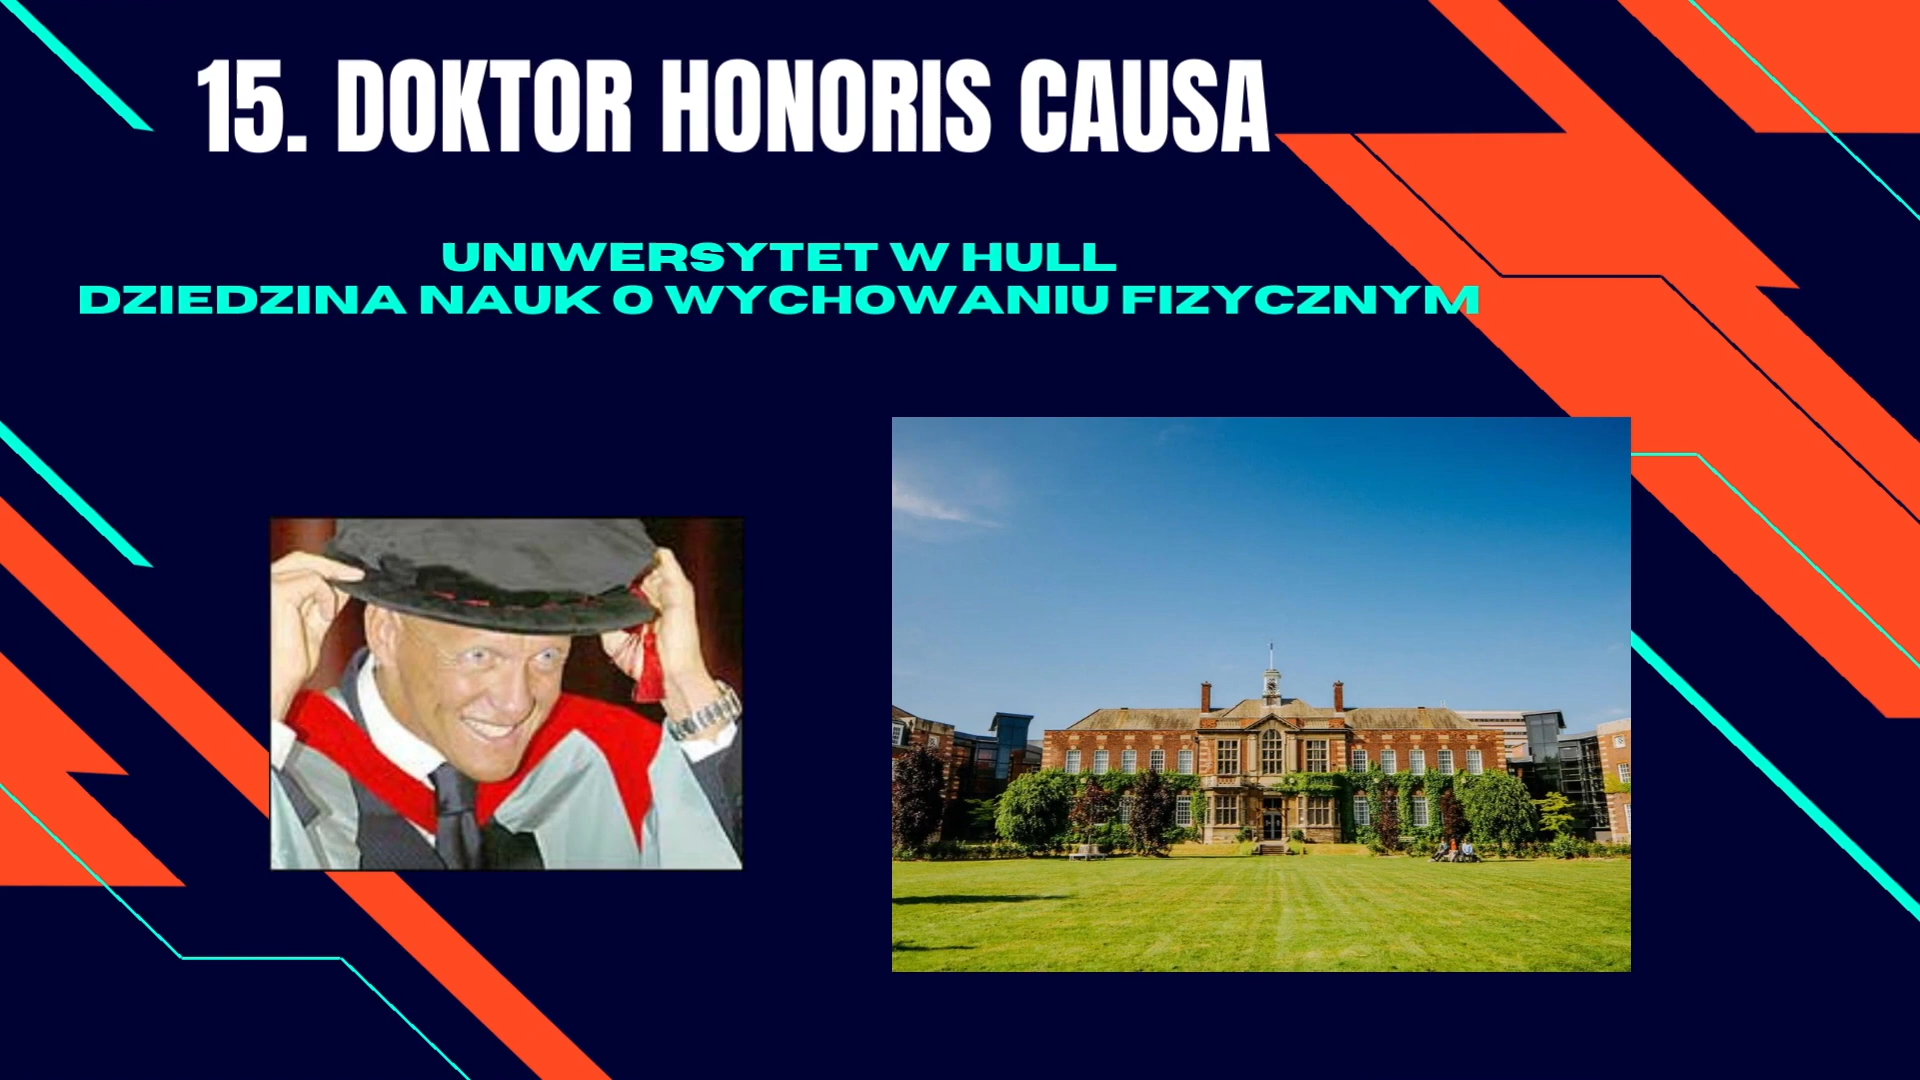 15. DOKTOR HONORIS CAUSA
UNIWERSYTET W HULL
DZIEDZINA NAUK O WYCHOWANIU FIZYCZNYM